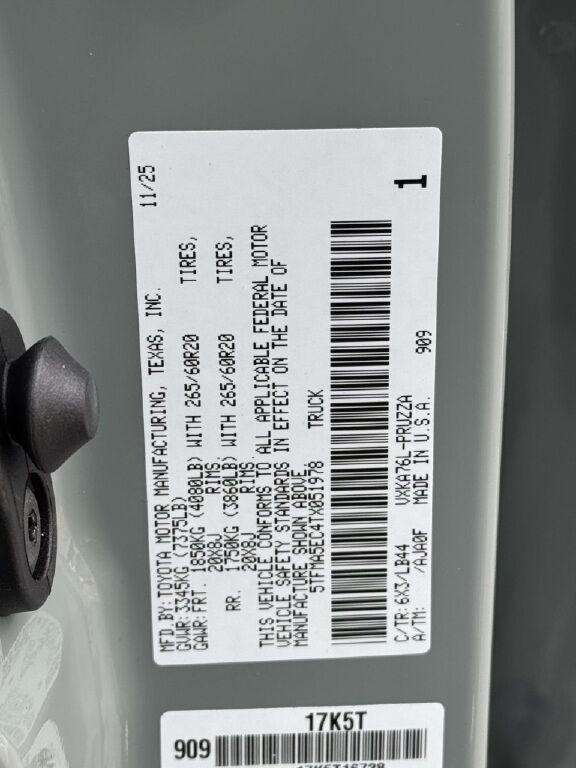 MFD BY: TOYOTA MOTOR MANUFACTURING, TEXAS, INC. 11/25
GVWR: 3345KG (7375LB)
GAWR: FRT. 1850KG (4080LB) WITH 265/60R20 TIRES,
20X8J RIMS.
RR. 1750KG (3860LB) WITH 265/60R20 TIRES,
20X8J RIMS.
THIS VEHICLE CONFORMS TO ALL APPLICABLE FEDERAL MOTOR
VEHICLE SAFETY STANDARDS IN EFFECT ON THE DATE OF
MANUFACTURE SHOWN ABOVE.
5TFMA5EC4TX051978 TRUCK
1
C/TR: 6X3/LB44 VXKA76L-PRUZZA 909
A/TM: /AJA0F MADE IN U.S.A.
17K5T
909